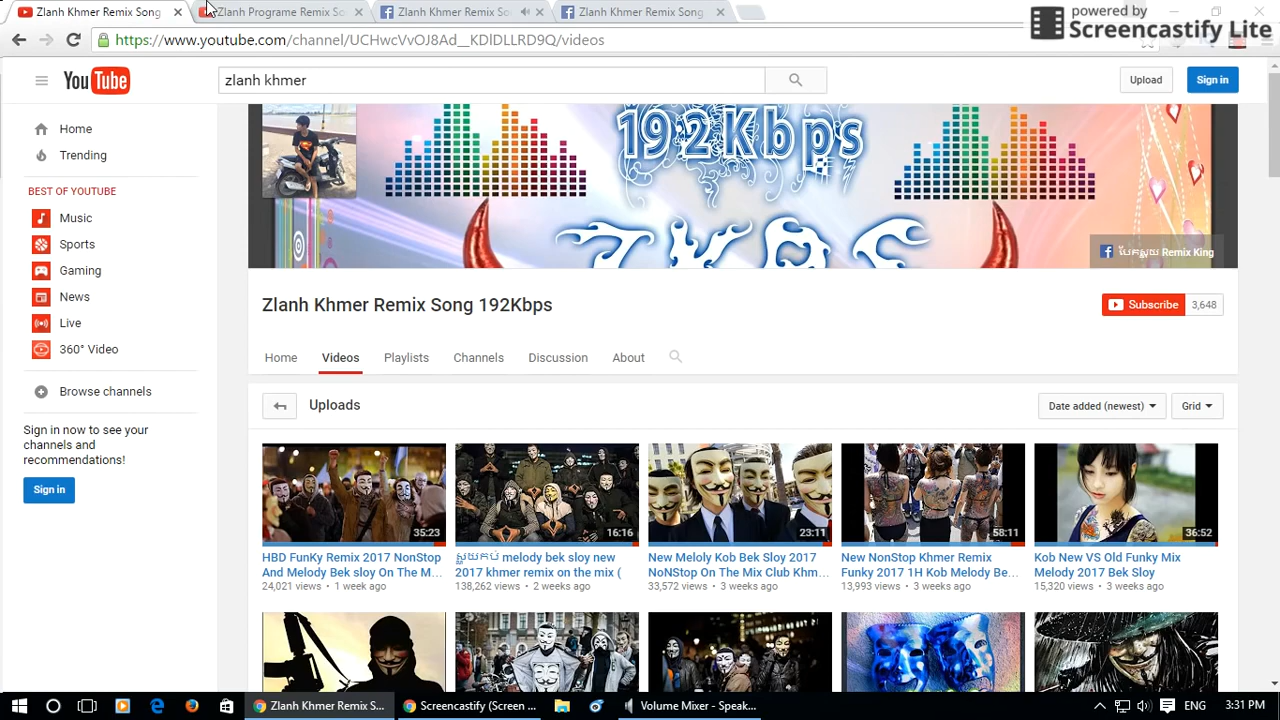 Zlanh Khmer Remix Son
Zlanh Programe Remix So
Zlanh Khmer Remix So
Zlanh Khmer Remix Song
powered by
Screencastify Lite
YouTube
zlanh khmer
Upload
Sign in
Home
Trending
BEST OF YOUTUBE
Music
Sports
Gaming
News
Live
360° Video
Browse channels
Sign in now to see your
channels and
recommendations!
Sign in
192Kbps
Remix King
Zlanh Khmer Remix Song 192Kbps
Subscribe
3,648
Home
Videos
Playlists
Channels
Discussion
About
Uploads
Date added (newest)
Grid
35:23
16:16
23:11
58:11
36:52
HBD FunKy Remix 2017 NonStop
And Melody Bek sloy On The M...
24,021 views • 1 week ago
melody bek sloy new
2017 khmer remix on the mix (
138,262 views • 2 weeks ago
New Meloly Kob Bek Sloy 2017
NoNStop On The Mix Club Khm...
33,572 views • 3 weeks ago
New NonStop Khmer Remix
Funky 2017 1H Kob Melody Be...
13,993 views • 3 weeks ago
Kob New VS Old Funky Mix
Melody 2017 Bek Sloy
15,320 views • 3 weeks ago
Zlanh Khmer Remix S...
Screencastify (Screen ...
Volume Mixer - Speak...
ENG
3:31 PM